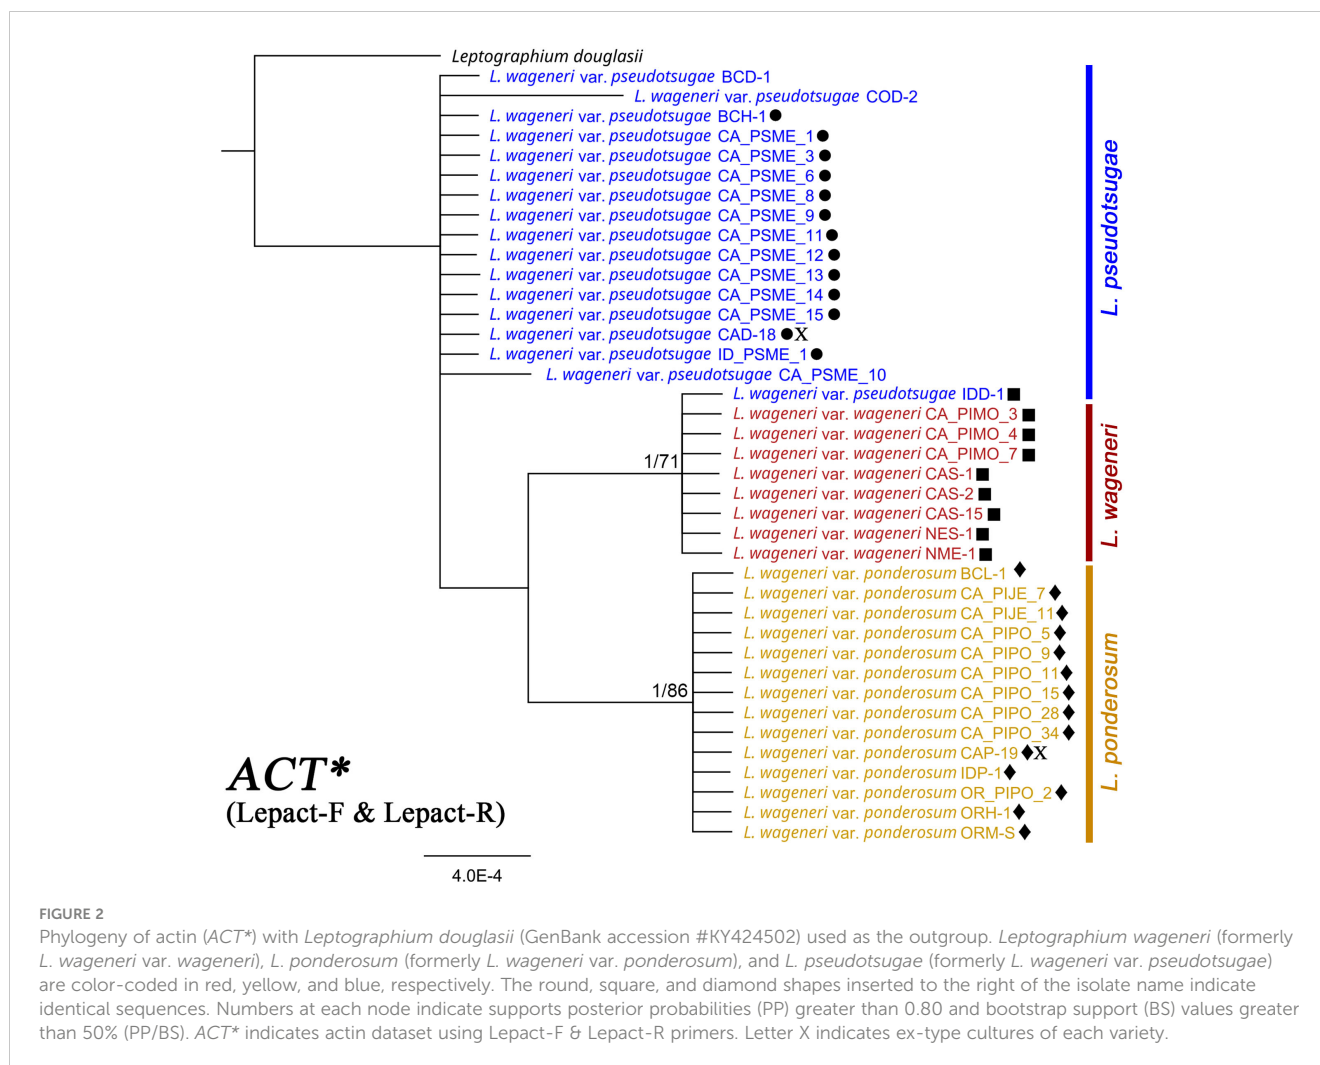 Leptographium douglasii
L. wageneri var. pseudotsugae BCD-1
L. wageneri var. pseudotsugae COD-2
L. wageneri var. pseudotsugae BCH-1
L. wageneri var. pseudotsugae CA_PSME_1
L. wageneri var. pseudotsugae CA_PSME_3
L. wageneri var. pseudotsugae CA_PSME_6
L. wageneri var. pseudotsugae CA_PSME_8
L. wageneri var. pseudotsugae CA_PSME_9
L. wageneri var. pseudotsugae CA_PSME_11
L. wageneri var. pseudotsugae CA_PSME_12
L. wageneri var. pseudotsugae CA_PSME_13
L. wageneri var. pseudotsugae CA_PSME_14
L. wageneri var. pseudotsugae CA_PSME_15
L. wageneri var. pseudotsugae CAD-18 X
L. wageneri var. pseudotsugae ID_PSME_1
L. wageneri var. pseudotsugae CA_PSME_10
L. pseudotsugae
L. wageneri var. pseudotsugae IDD-1
L. wageneri var. wageneri CA_PIMO_3
L. wageneri var. wageneri CA_PIMO_4
L. wageneri var. wageneri CA_PIMO_7
1/71
L. wageneri var. wageneri CAS-1
L. wageneri var. wageneri CAS-2
L. wageneri var. wageneri CAS-15
L. wageneri var. wageneri NES-1
L. wageneri var. wageneri NME-1
L. wageneri
L. wageneri var. ponderosum BCL-1
L. wageneri var. ponderosum CA_PIJE_7
L. wageneri var. ponderosum CA_PIJE_11
L. wageneri var. ponderosum CA_PIPO_5
L. wageneri var. ponderosum CA_PIPO_9
L. wageneri var. ponderosum CA_PIPO_11
1/86
L. wageneri var. ponderosum CA_PIPO_15
L. wageneri var. ponderosum CA_PIPO_28
L. wageneri var. ponderosum CA_PIPO_34
L. wageneri var. ponderosum CAP-19 X
L. wageneri var. ponderosum IDP-1
L. wageneri var. ponderosum OR_PIPO_2
L. wageneri var. ponderosum ORH-1
L. wageneri var. ponderosum ORM-S
L. ponderosum
ACT*
(Lepact-F & Lepact-R)
4.0E-4
FIGURE 2
Phylogeny of actin (ACT*) with Leptographium douglasii (GenBank accession #KY424502) used as the outgroup. Leptographium wageneri (formerly
L. wageneri var. wageneri), L. ponderosum (formerly L. wageneri var. ponderosum), and L. pseudotsugae (formerly L. wageneri var. pseudotsugae)
are color-coded in red, yellow, and blue, respectively. The round, square, and diamond shapes inserted to the right of the isolate name indicate
identical sequences. Numbers at each node indicate supports posterior probabilities (PP) greater than 0.80 and bootstrap support (BS) values greater
than 50% (PP/BS). ACT* indicates actin dataset using Lepact-F & Lepact-R primers. Letter X indicates ex-type cultures of each variety.